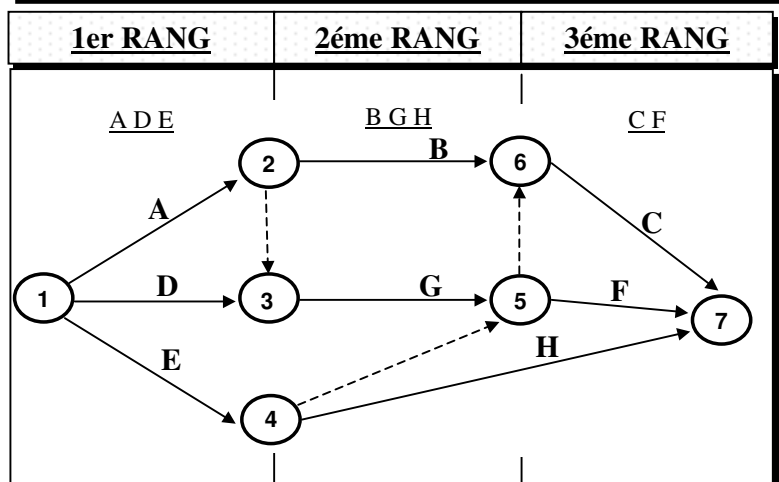 1er RANG 2éme RANG 3éme RANG
A D E B G H C F
2 B 6
A C
1 D 3 G 5 F 7
E H
4